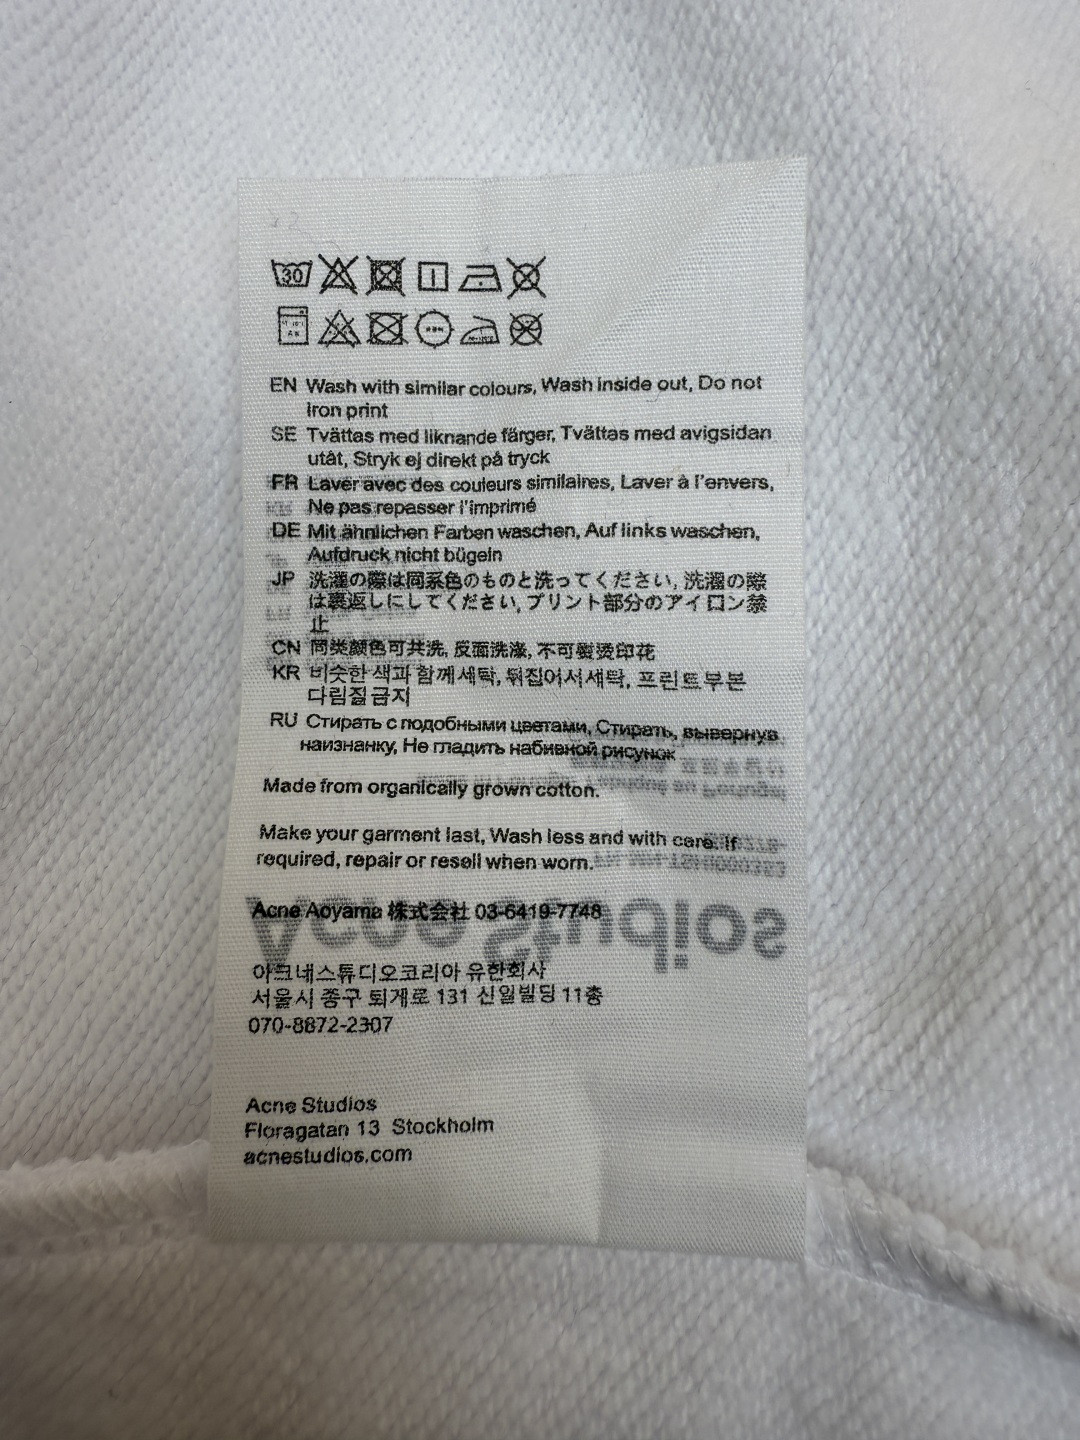 30
EN Wash with similar colours, Wash inside out, Do not
iron print
SE Tvättas med liknande färger, Tvättas med avigsidan
utåt, Stryk ej direkt på tryck
FR Laver avec des couleurs similaires, Laver à l'envers,
Ne pas repasser l'imprimé
DE Mit ähnlichen Farben waschen, Auf links waschen,
Aufdruck nicht bügeln
JP 洗濯の際は同系色のものと洗ってください, 洗濯の際
は裏返しにしてください, プリント部分のアイロン禁
止
CN 同类颜色可共洗, 反面洗涤, 不可熨烫印花
KR 비슷한 색과 함께 세탁, 뒤집어서 세탁, 프린트 부분
다림질 금지
RU Стирать с подобными цветами, Стирать, вывернув
наизнанку, Не гладить набивной рисунок
Made from organically grown cotton.
Make your garment last, Wash less and with care. If
required, repair or resell when worn.
Acne Aoyama 株式会社 03-6419-7748
Acne Studios
아크네스튜디오코리아 유한회사
서울시 종구 퇴계로 131 신일빌딩 11층
070-8872-2307
Acne Studios
Floragatan 13 Stockholm
acnestudios.com